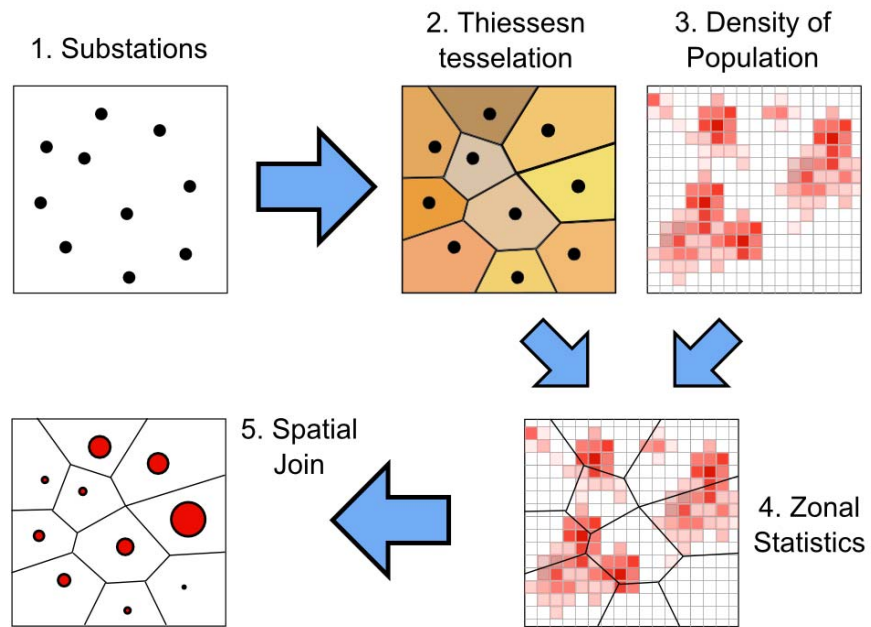 1. Substations
2. Thiessesn
tesselation
3. Density of
Population
4. Zonal
Statistics
5. Spatial
Join